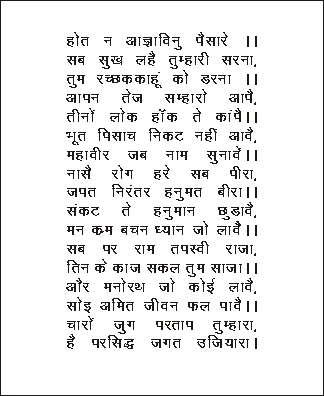 होत न आज्ञाविनु पैसारे ।।
सब सुख लहै तुम्हारी सरना,
तुम रच्छककाहूं को डरना ।।
आपन तेज सम्हारो आपै,
तीनों लोक हाँक ते कांपै।।
भूत पिसाच निकट नहीं आवै,
महावीर जब नाम सुनावें।।
नासै रोग हरे सब पीरा,
जपत निरंतर हनुमत बीरा।।
संकट ते हनुमान छुडावै,
मन कम बचन ध्यान जो लावै।।
सब पर राम तपस्वी राजा,
तिन के काज सकल तुम साजा।।
और मनोरथ जो कोई लावै,
सोइ अमित जीवन फल पावै।।
चारों जुग परताप तुम्हारा,
है परसिद्ध जगत उजियारा।